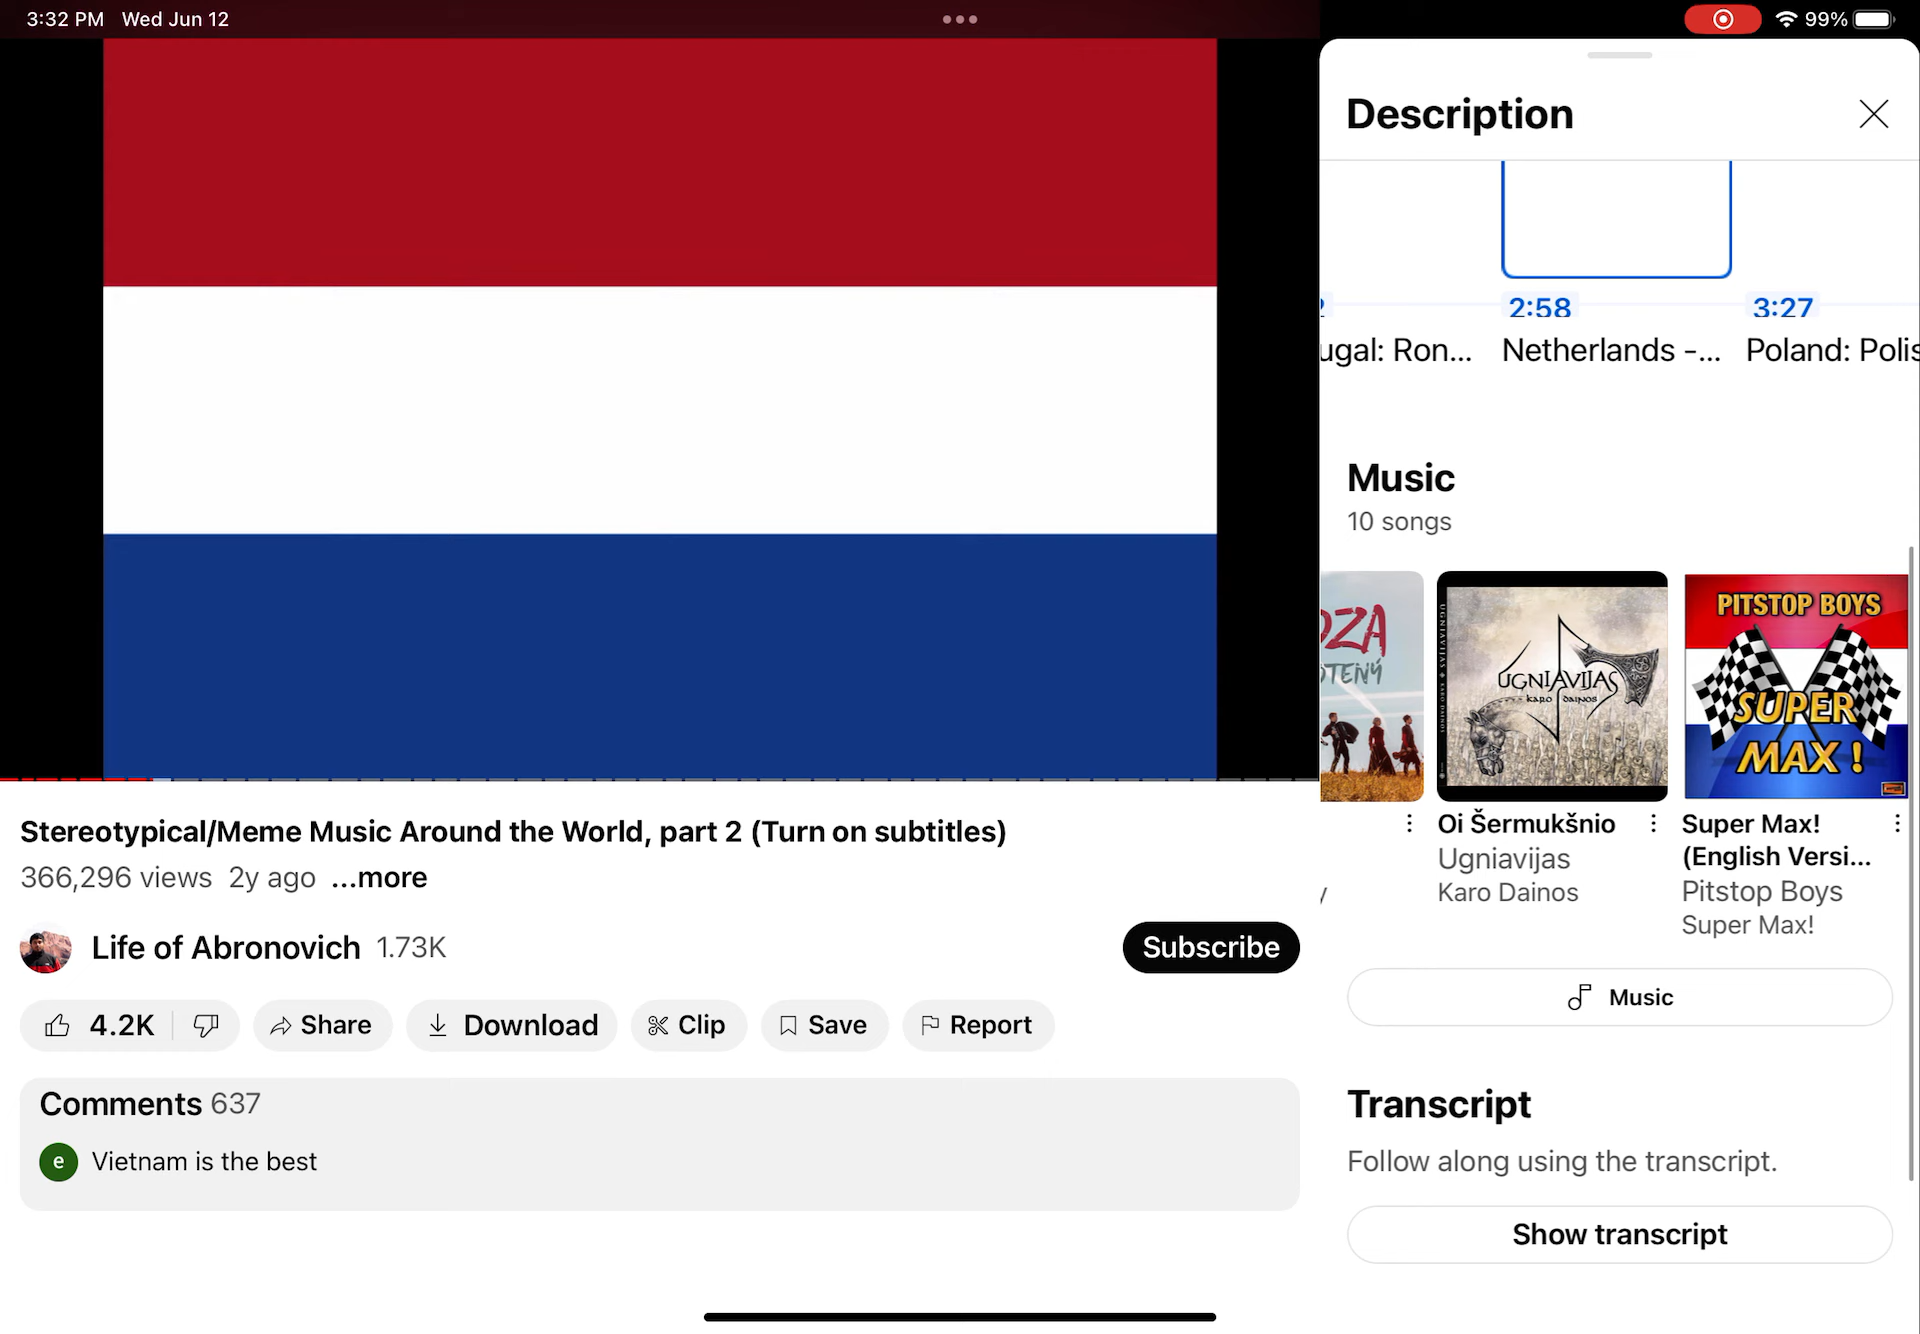 3:32 PM Wed Jun 12
99%
Description
2:58
3:27
ugal: Ron...
Netherlands -...
Poland: Polis
Music
10 songs
OZA
UGNIAVIJAS
KARO DAINOS
PITSTOP BOYS
SUPER
MAX !
Oi Šermukšnio
Ugniavijas
Karo Dainos
Super Max!
(English Versi...
Pitstop Boys
Super Max!
Music
Transcript
Follow along using the transcript.
Show transcript
Stereotypical/Meme Music Around the World, part 2 (Turn on subtitles)
366,296 views 2y ago ...more
Life of Abronovich 1.73K
Subscribe
4.2K
Share
Download
Clip
Save
Report
Comments 637
e
Vietnam is the best